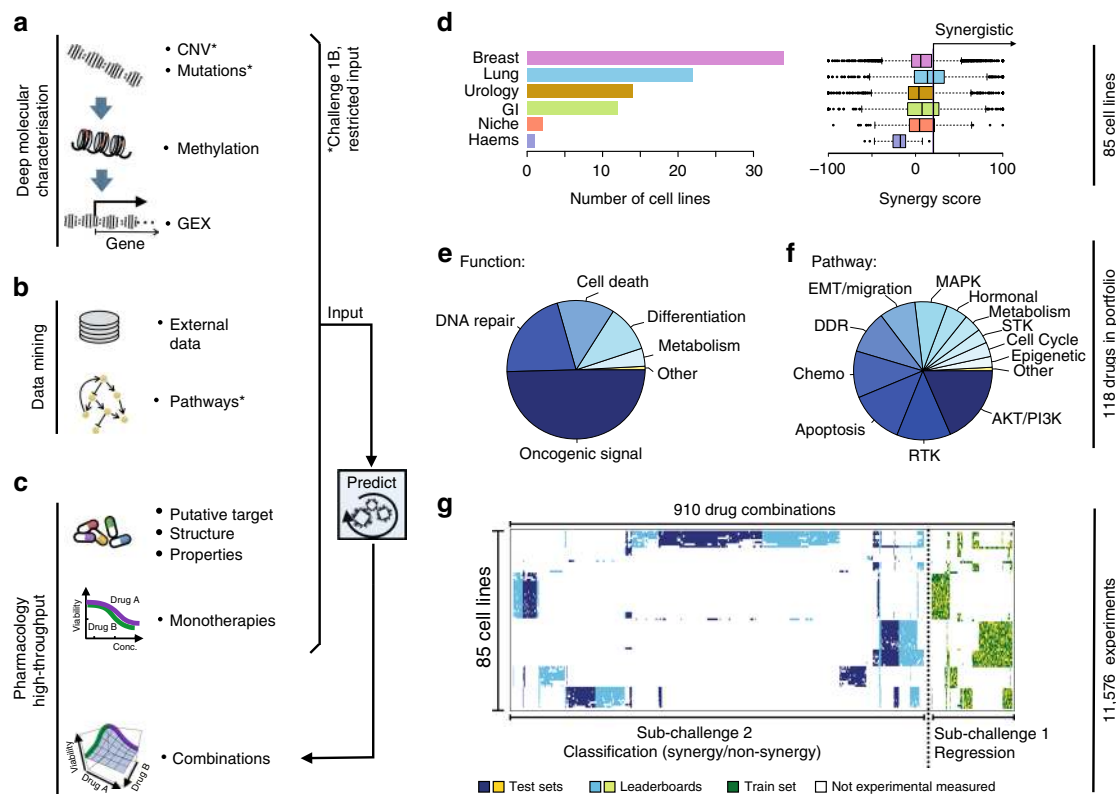 a
Deep molecular
characterisation
• CNV*
• Mutations*
• Methylation
• GEX
Gene
*Challenge 1B,
restricted input
b
Data mining
• External
data
• Pathways*
Input
Predict
c
Pharmacology
high-throughput
• Putative target
• Structure
• Properties
Viability
Drug A
Drug B
Conc.
• Monotherapies
Viability
Drug A
Drug B
• Combinations
d
Breast
Lung
Urology
GI
Niche
Haems
0 10 20 30
Number of cell lines
Synergistic
−100 0 100
Synergy score
85 cell lines
e
Function:
Cell death
DNA repair
Differentiation
Metabolism
Other
Oncogenic signal
f
Pathway:
MAPK
EMT/migration
Hormonal
Metabolism
DDR
STK
Cell Cycle
Epigenetic
Chemo
Other
AKT/PI3K
Apoptosis
RTK
118 drugs in portfolio
g
910 drug combinations
85 cell lines
Sub-challenge 2
Classification (synergy/non-synergy)
Sub-challenge 1
Regression
Test sets
Leaderboards
Train set
Not experimental measured
11,576 experiments